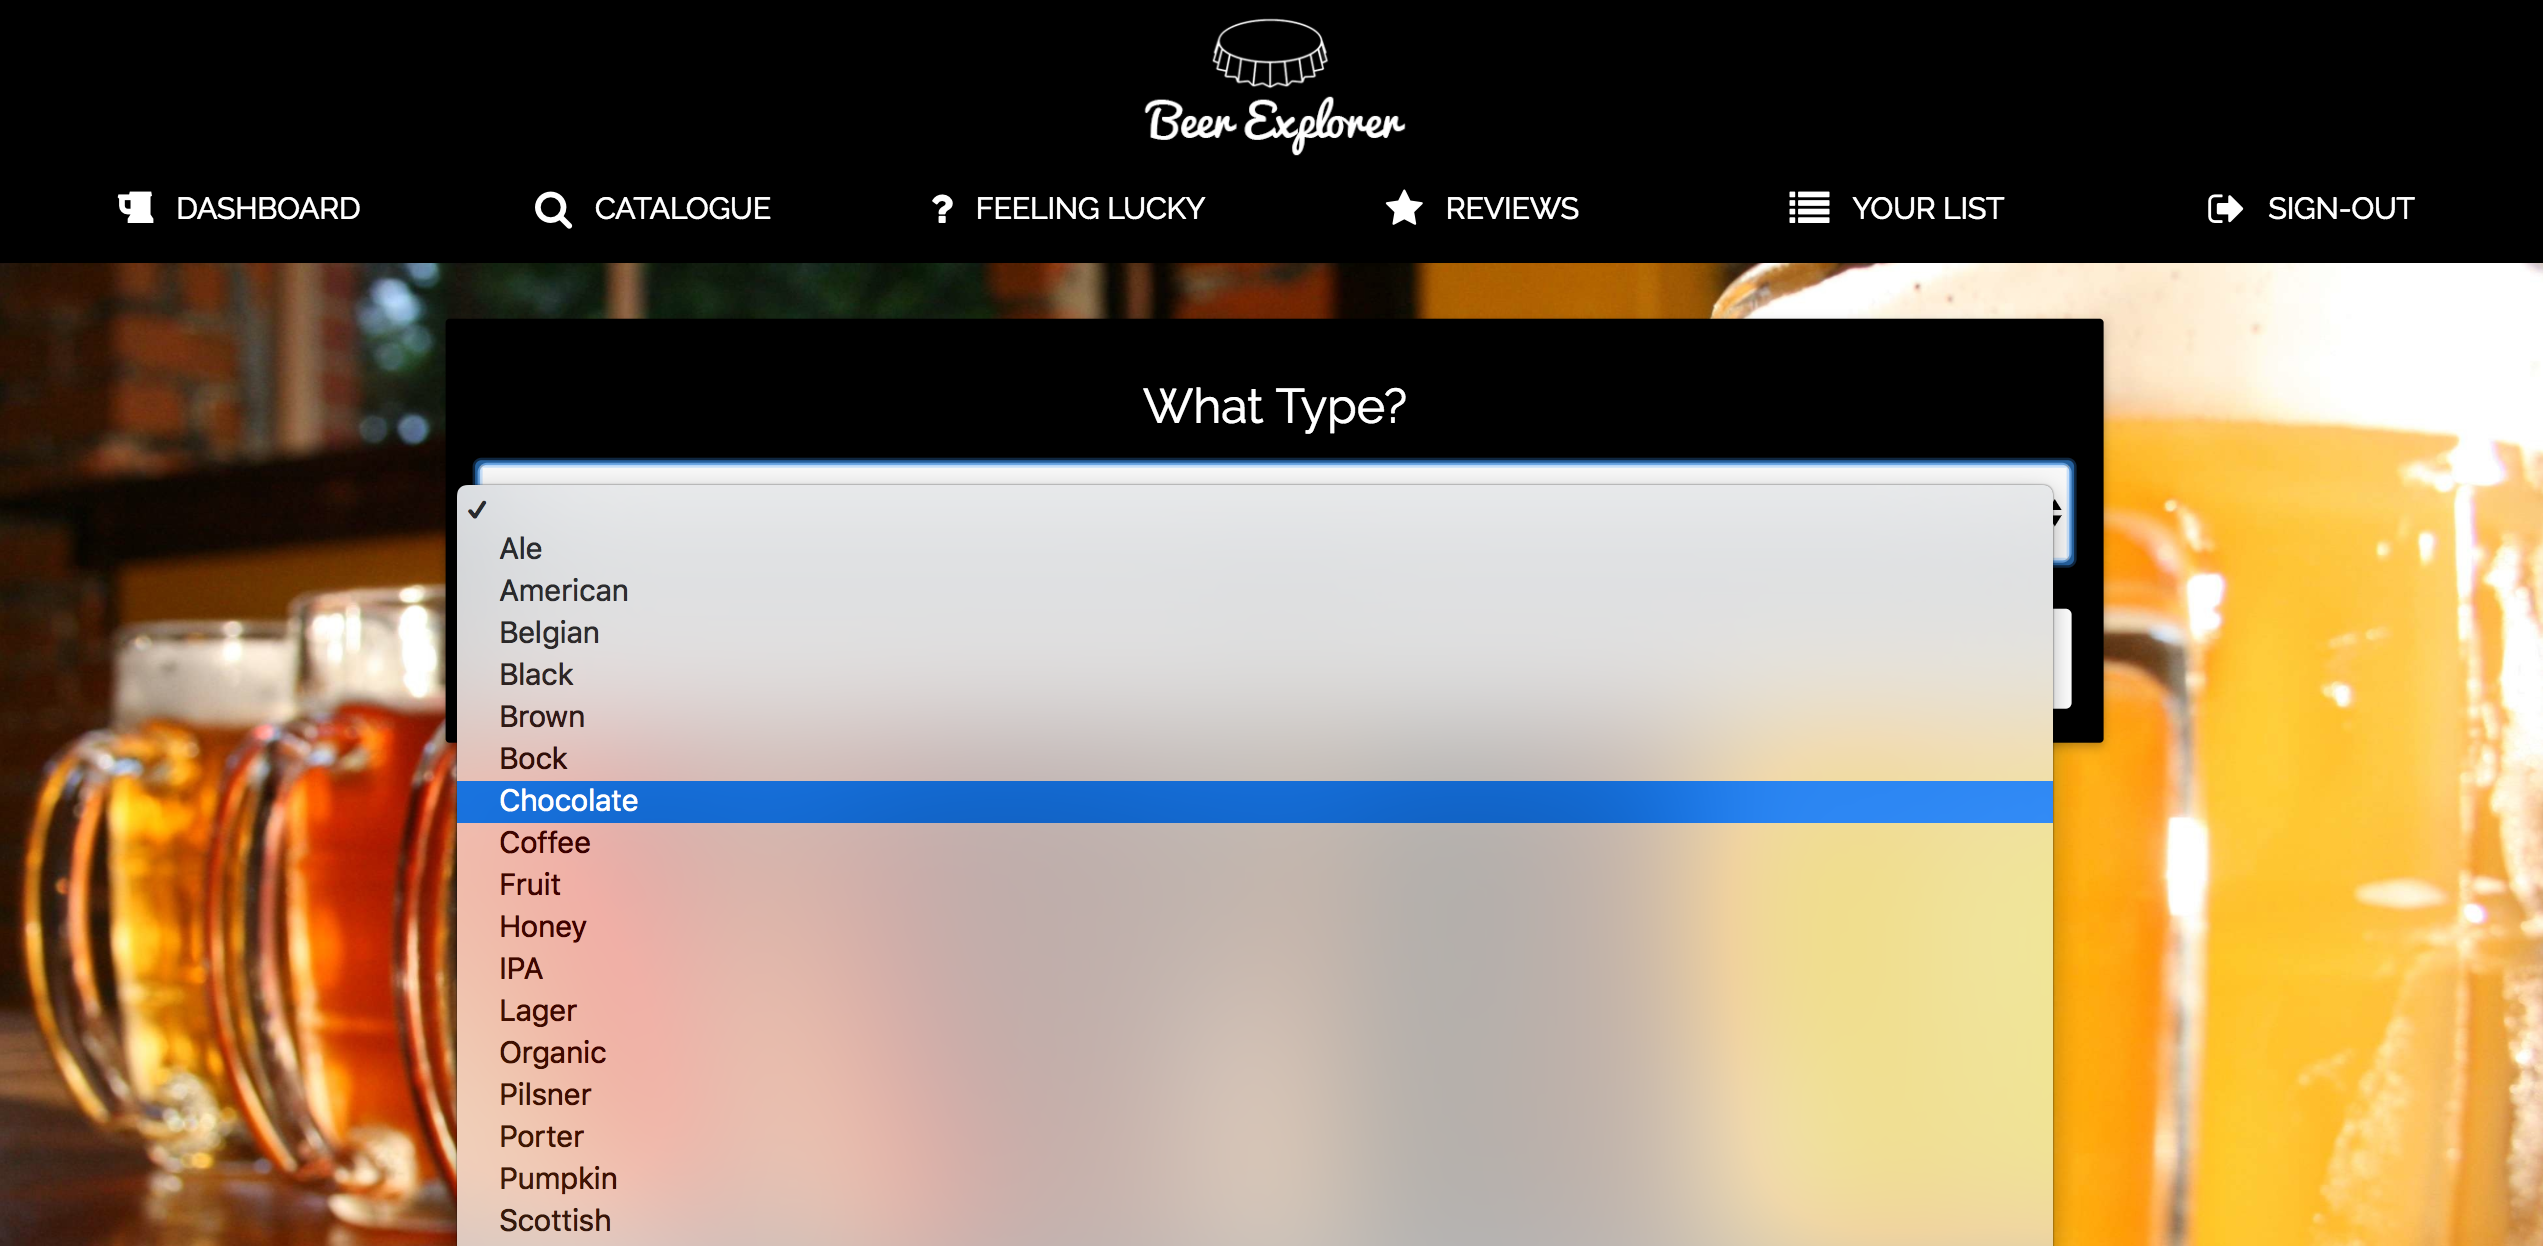 Beer Explorer
DASHBOARD CATALOGUE ? FEELING LUCKY REVIEWS YOUR LIST SIGN-OUT
What Type?
Ale
American
Belgian
Black
Brown
Bock
Chocolate
Coffee
Fruit
Honey
IPA
Lager
Organic
Pilsner
Porter
Pumpkin
Scottish